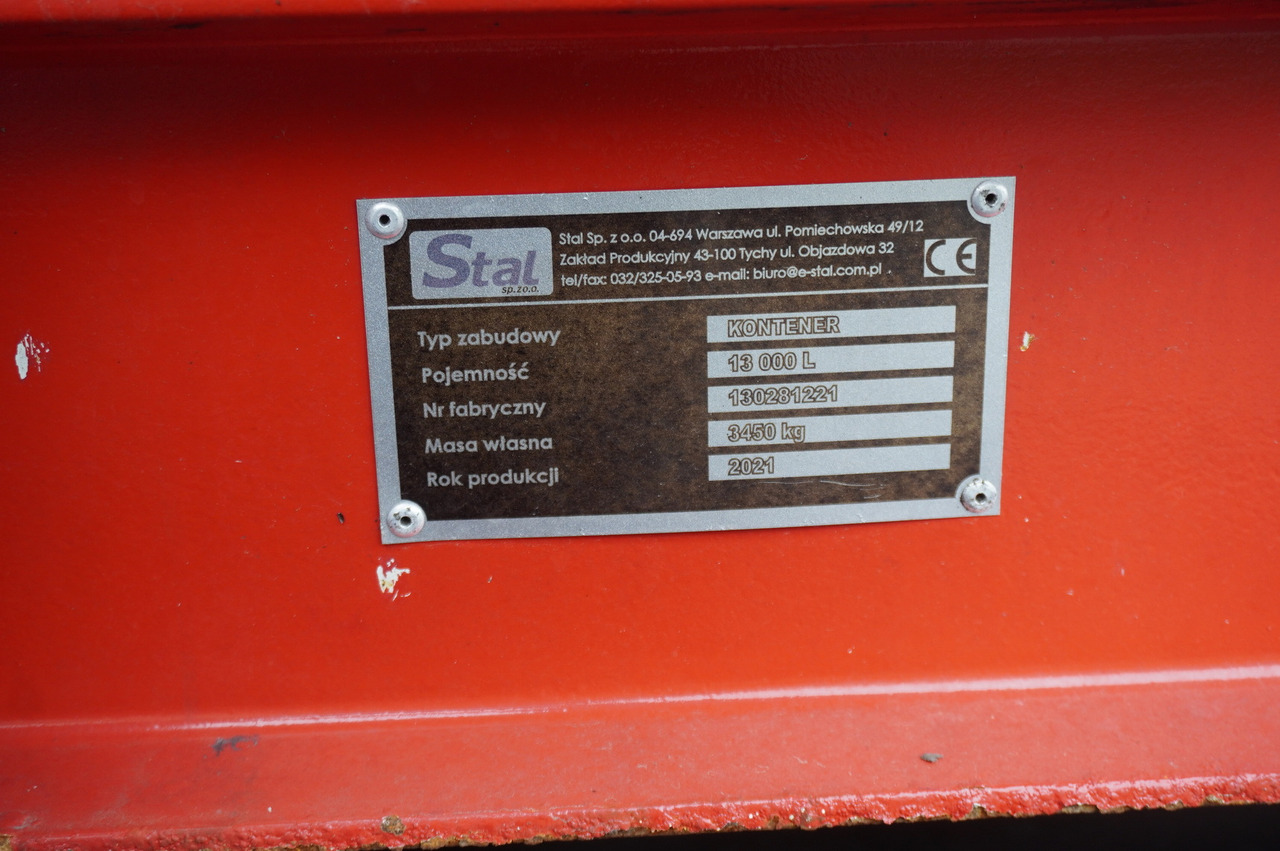 Stal
sp.zo.o.
Stal Sp. z o.o. 04-694 Warszawa ul. Pomiechowska 49/12
Zakład Produkcyjny 43-100 Tychy ul. Objazdowa 32
tel/fax: 032/325-05-93 e-mail: biuro@e-stal.com.pl .
CE
Typ zabudowy KONTENER
Pojemność 13 000 L
Nr fabryczny 130281221
Masa własna 3450 kg
Rok produkcji 2021